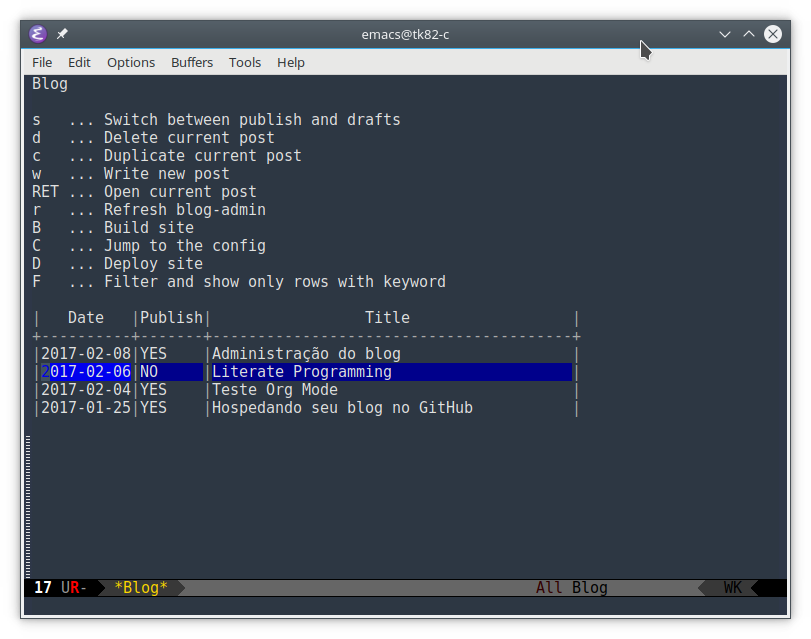 emacs@tk82-c
File Edit Options Buffers Tools Help
Blog
s ... Switch between publish and drafts
d ... Delete current post
c ... Duplicate current post
w ... Write new post
RET ... Open current post
r ... Refresh blog-admin
B ... Build site
C ... Jump to the config
D ... Deploy site
F ... Filter and show only rows with keyword
| Date |Publish| Title |
+----------+-------+----------------------------------------+
|2017-02-08|YES |Administração do blog |
|2017-02-06|NO |Literate Programming |
|2017-02-04|YES |Teste Org Mode |
|2017-01-25|YES |Hospedando seu blog no GitHub |
17 UR- *Blog* All Blog WK